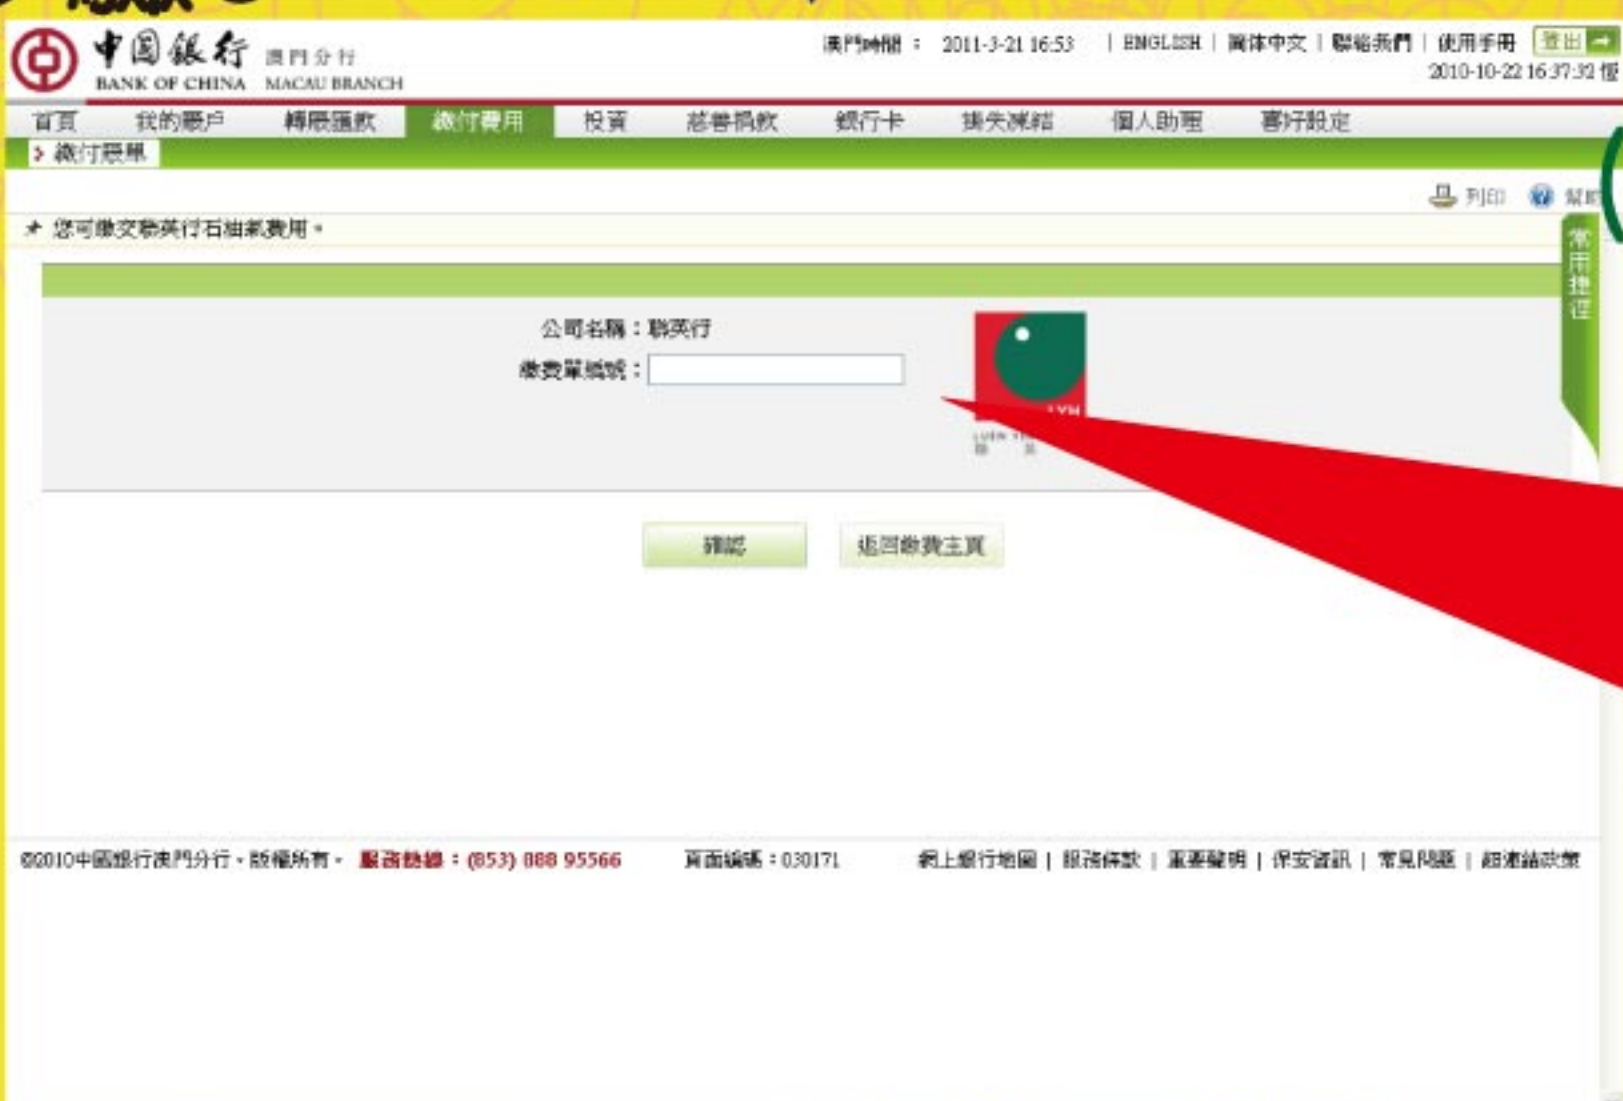 中国銀行 澳門分行
BANK OF CHINA MACAU BRANCH
澳門時間 : 2011-3-21 16:53 | ENGLISH | 简体中文 | 聯絡我們 | 使用手冊 登出
2010-10-22 16:37:32
首頁 我的賬戶 轉賬匯款 繳付費用 投資 慈善捐款 銀行卡 掛失凍結 個人助理 喜好設定
繳付賬單
列印 幫助
您可繳交聯英行石油氣費用。
常用捷徑
公司名稱：聯英行
繳費單編號：
LYH
確認 返回繳費主頁
©2010中國銀行澳門分行。版權所有。 服務熱線：(853) 888 95566 頁面編碼：030171 網上銀行地圖 | 服務條款 | 重要聲明 | 保安資訊 | 常見問題 | 超連結政策